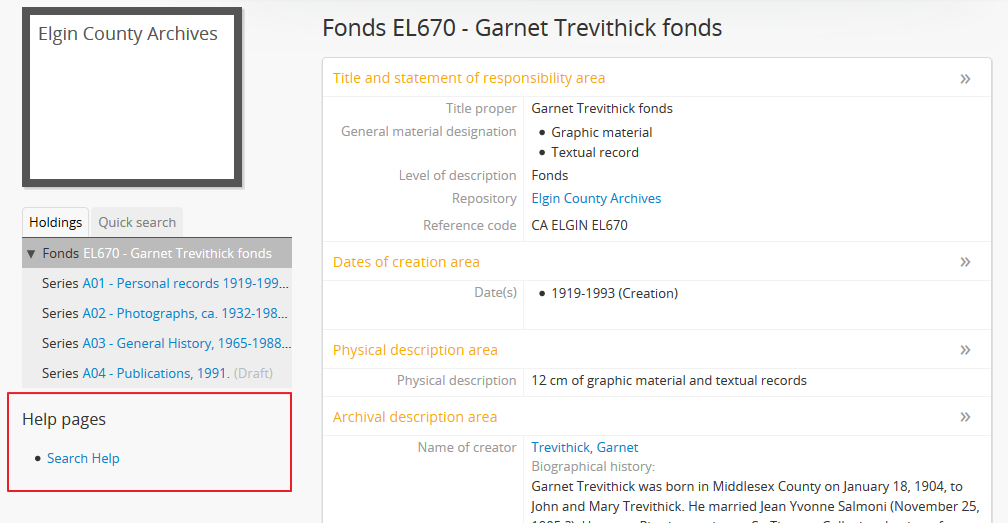 Elgin County Archives
Holdings
Quick search
▼ Fonds EL670 - Garnet Trevithick fonds
Series A01 - Personal records 1919-199...
Series A02 - Photographs, ca. 1932-198...
Series A03 - General History, 1965-1988...
Series A04 - Publications, 1991. (Draft)
Help pages
• Search Help
Fonds EL670 - Garnet Trevithick fonds
Title and statement of responsibility area »
Title proper Garnet Trevithick fonds
General material designation • Graphic material
• Textual record
Level of description Fonds
Repository Elgin County Archives
Reference code CA ELGIN EL670
Dates of creation area »
Date(s) • 1919-1993 (Creation)
Physical description area »
Physical description 12 cm of graphic material and textual records
Archival description area »
Name of creator Trevithick, Garnet
Biographical history:
Garnet Trevithick was born in Middlesex County on January 18, 1904, to
John and Mary Trevithick. He married Jean Yvonne Salmoni (November 25,